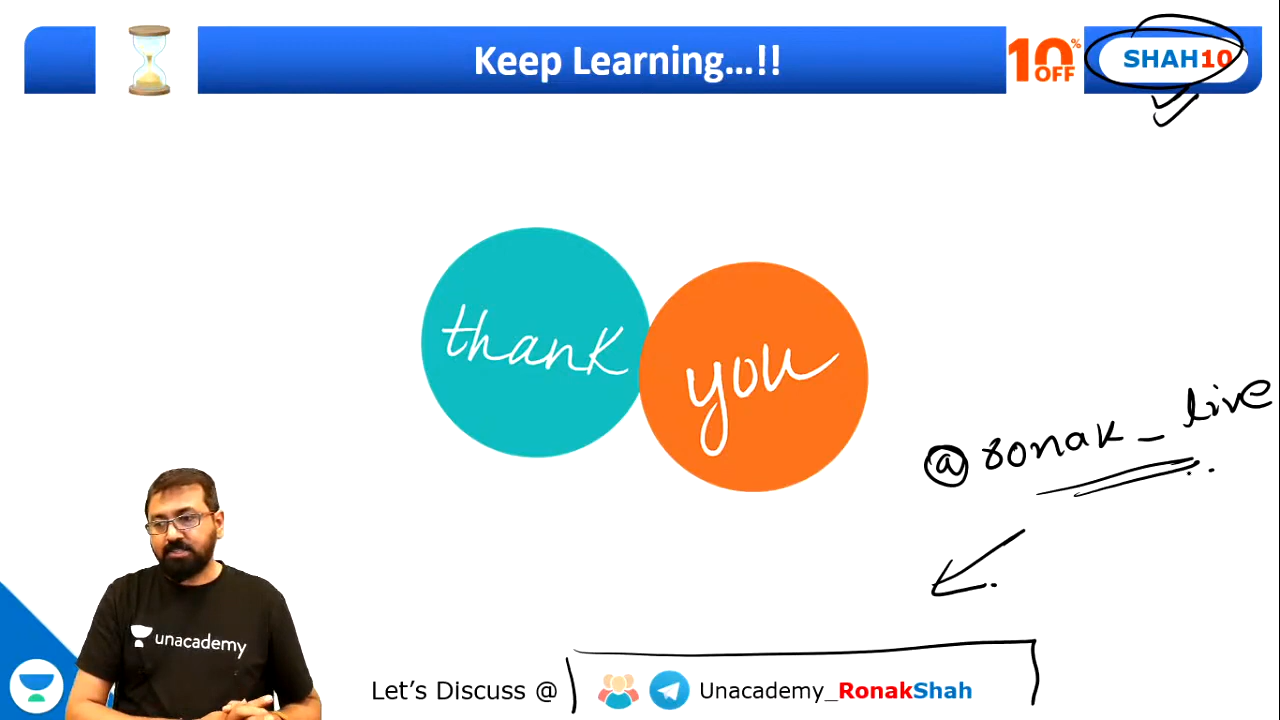 Keep Learning...!!
10% OFF
SHAH10
thank you
@ronak_live
unacademy
Let's Discuss @ Unacademy_RonakShah